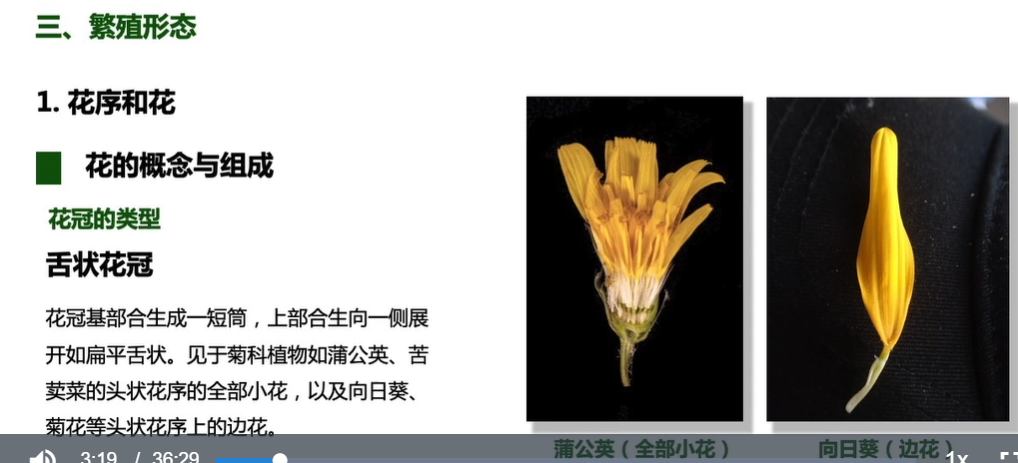 三、繁殖形态
1. 花序和花
花的概念与组成
花冠的类型
舌状花冠
花冠基部合生成一短筒，上部合生向一侧展
开如扁平舌状。见于菊科植物如蒲公英、苦
荬菜的头状花序的全部小花，以及向日葵、
菊花等头状花序上的边花。
蒲公英（全部小花）
向日葵（边花）
3:19 / 36:29
1x